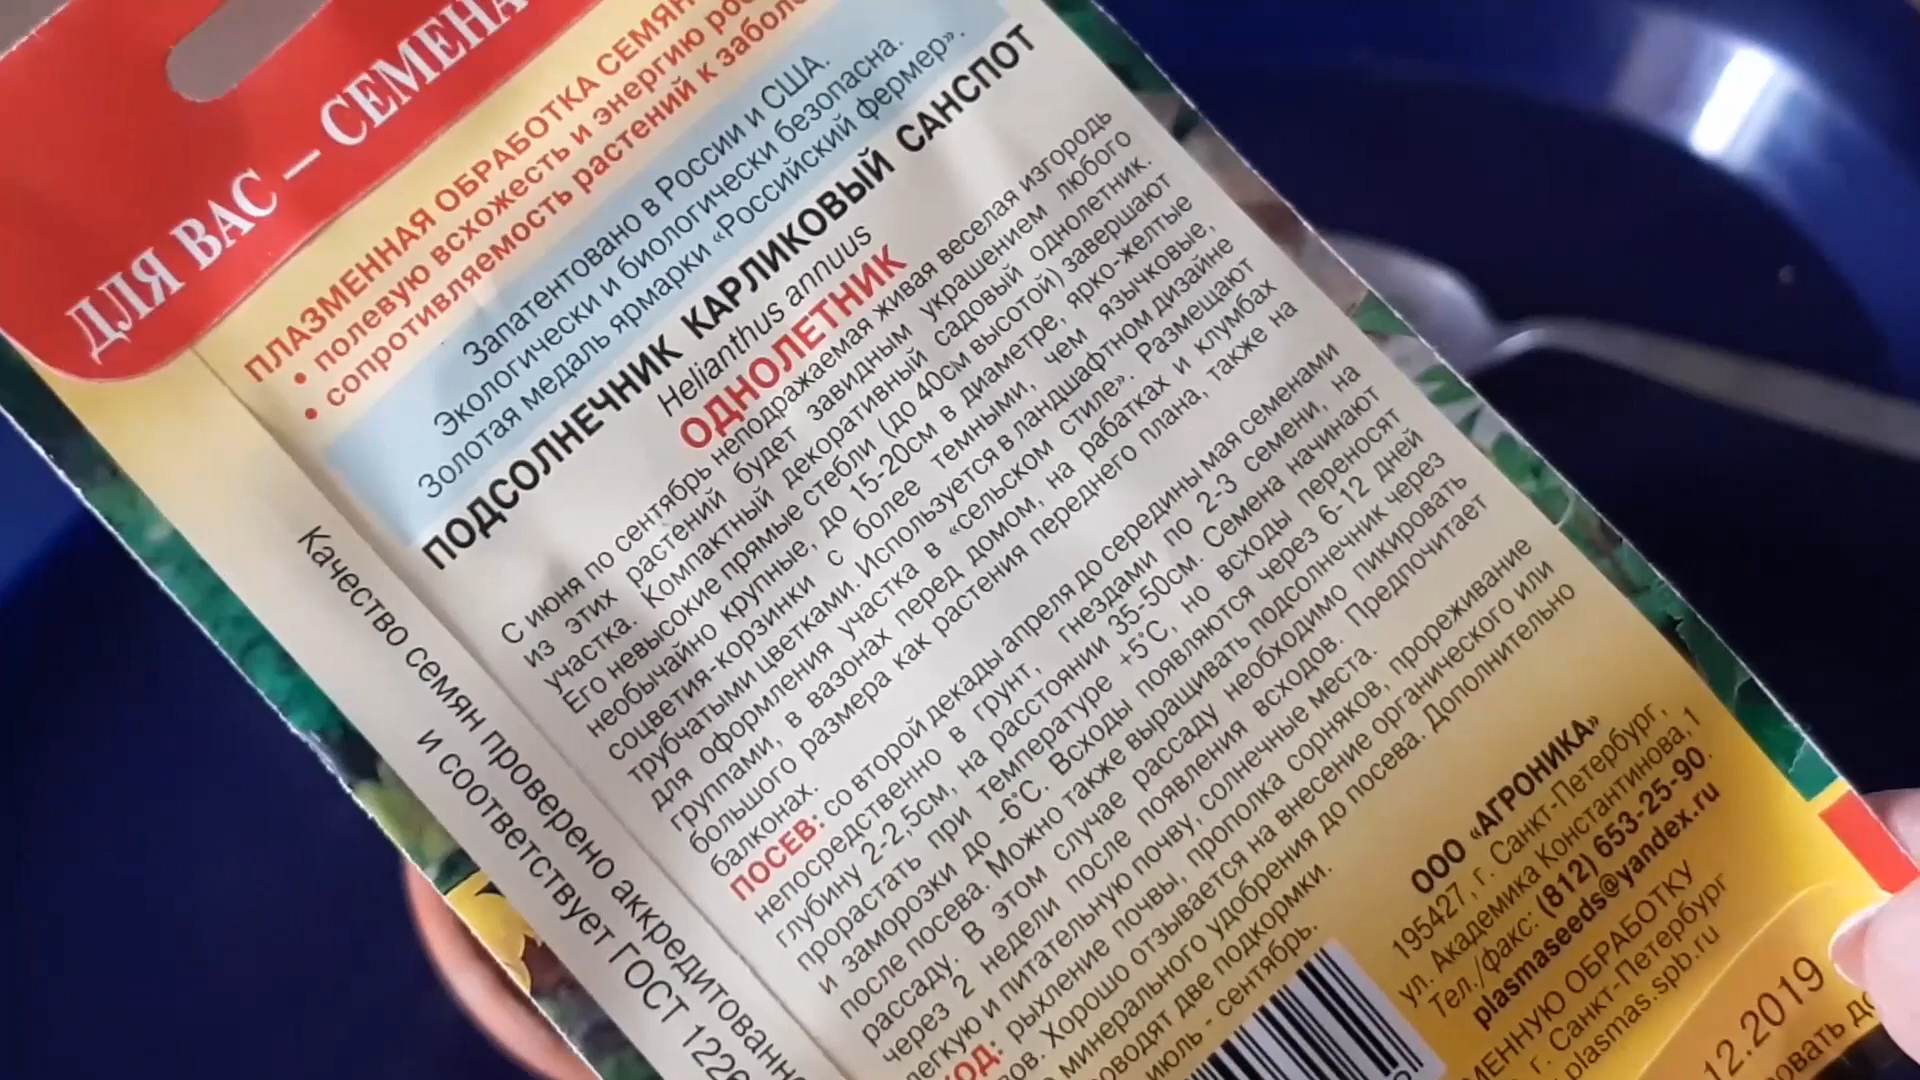 ДЛЯ ВАС – СЕМЕНА
ПЛАЗМЕННАЯ ОБРАБОТКА СЕМЯН
• полевую всхожесть и энергию
• сопротивляемость растений к
Запатентовано в России и США.
Экологически и биологически безопасна.
Золотая медаль ярмарки «Российский фермер».
ПОДСОЛНЕЧНИК КАРЛИКОВЫЙ САНСПОТ
Helianthus annuus
ОДНОЛЕТНИК
С июня по сентябрь неподражаемая живая веселая изгородь
из этих растений будет завидным украшением любого
участка. Компактный декоративный садовый однолетник.
Его невысокие прямые стебли (до 40см высотой) завершают
необычайно крупные, до 15-20см в диаметре, ярко-желтые
соцветия-корзинки с более темными, чем язычковые,
трубчатыми цветками. Используется в ландшафтном дизайне
для оформления участка в «сельском стиле». Размещают
группами, в вазонах перед домом, на рабатках и клумбах
большого размера как растения переднего плана, также на
балконах.
ПОСЕВ: со второй декады апреля до середины мая семенами
непосредственно в грунт, гнездами по 2-3 семени, на
глубину 2-2,5см, на расстоянии 35-50см. Семена начинают
прорастать при температуре +5°С, но всходы переносят
и заморозки до -6°С. Всходы появляются через 6-12 дней
после посева. Можно также выращивать подсолнечник через
рассаду. В этом случае рассаду необходимо пикировать
через 2 недели после появления всходов. Предпочитает
легкую и питательную почву, солнечные места.
ХОД: рыхление почвы, прополка сорняков, прореживание
ов. Хорошо отзывается на внесение органического или
минерального удобрения до посева. Дополнительно
оводят две подкормки.
июль - сентябрь.
Качество семян проверено аккредитованно
и соответствует ГОСТ 1226
ООО «АГРОНИКА»
195427, г. Санкт-Петербург,
ул. Академика Константинова, 1
Тел./факс: (812) 653-25-90.
plasmaseeds@yandex.ru
МЕННУЮ ОБРАБОТКУ
г. Санкт-Петербург
plasmas.spb.ru
12.2019